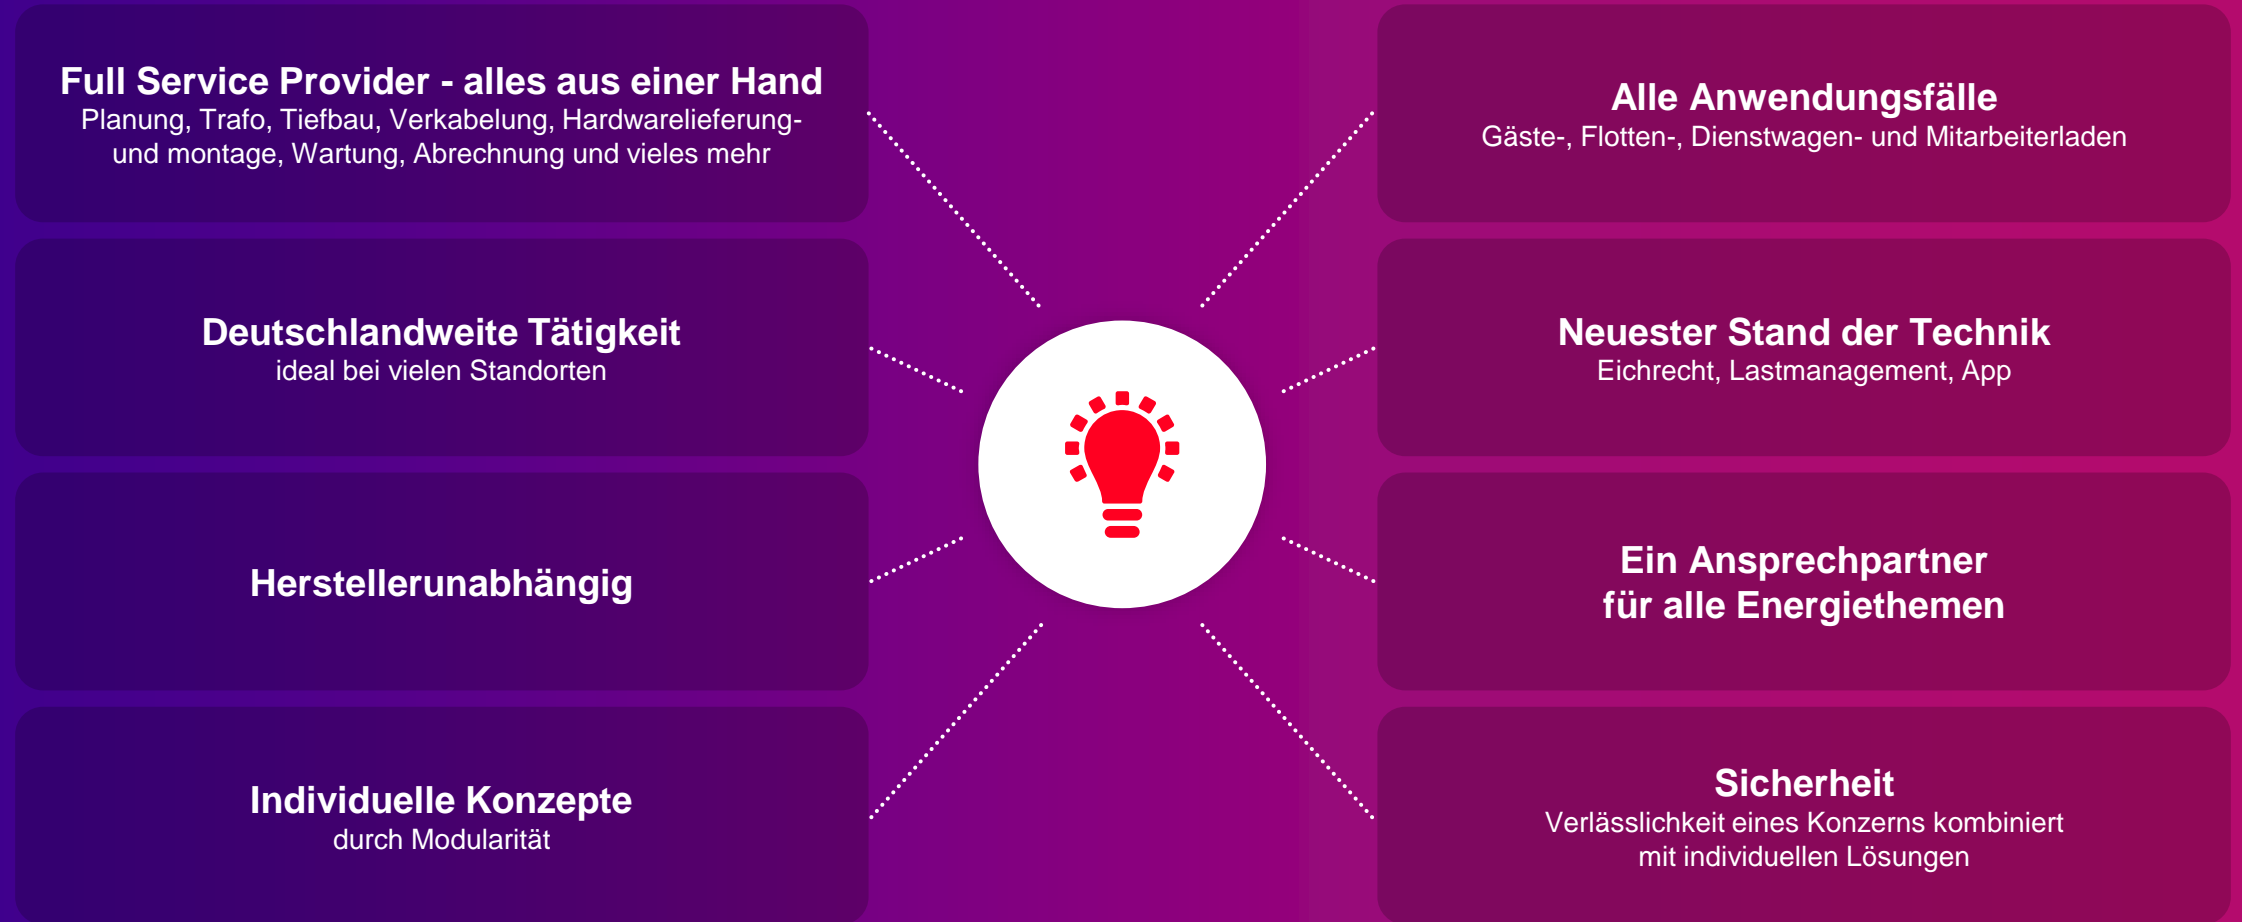 Full Service Provider - alles aus einer Hand
Planung, Trafo, Tiefbau, Verkabelung, Hardwarelieferung-
und montage, Wartung, Abrechnung und vieles mehr
Deutschlandweite Tätigkeit
ideal bei vielen Standorten
Herstellerunabhängig
Individuelle Konzepte
durch Modularität
Alle Anwendungsfälle
Gäste-, Flotten-, Dienstwagen- und Mitarbeiterladen
Neuester Stand der Technik
Eichrecht, Lastmanagement, App
Ein Ansprechpartner
für alle Energiethemen
Sicherheit
Verlässlichkeit eines Konzerns kombiniert
mit individuellen Lösungen